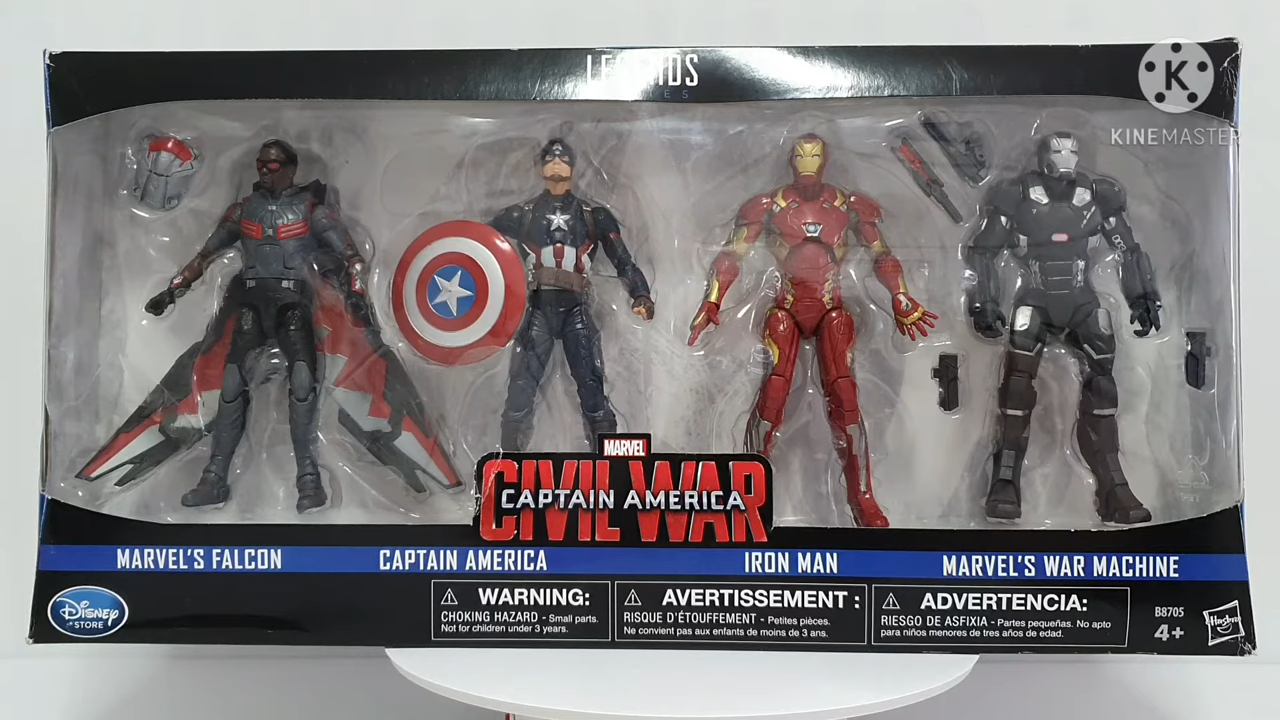 LEGENDS
KINEMASTER
MARVEL
CIVIL WAR
CAPTAIN AMERICA
MARVEL'S FALCON
CAPTAIN AMERICA
IRON MAN
MARVEL'S WAR MACHINE
Disney
STORE
WARNING:
CHOKING HAZARD - Small parts.
Not for children under 3 years.
AVERTISSEMENT :
RISQUE D'ÉTOUFFEMENT - Petites pièces.
Ne convient pas aux enfants de moins de 3 ans.
ADVERTENCIA:
RIESGO DE ASFIXIA - Partes pequeñas. No apto
para niños menores de tres años de edad.
B8705
4+
Hasbro